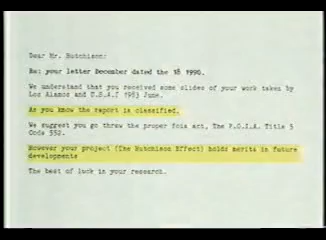 Dear Mr. Hutchison:
Re: your letter December dated the 18 1990.
We understand that you received some slides of your work taken by
Los Alamos and U.S.A.F 1983 June.
As you know the report is classified.
We suggest you go threw the proper foia act, The F.O.I.A. Title 5
Code 552.
However your project (The Hutchison Effect) holds merits in future
developments
The best of luck in your research.